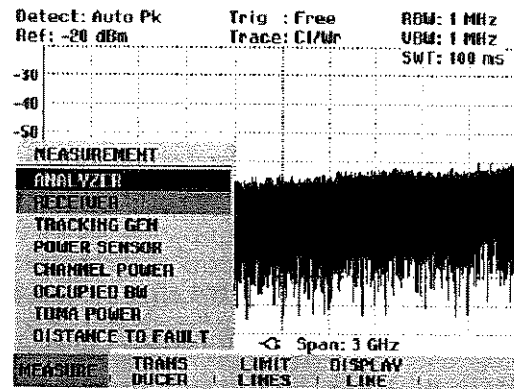 Detect: Auto Pk Trig : Free RBW: 1 MHz
Ref: -20 dBm Trace: Cl/Wr VBW: 1 MHz
SWT: 100 ms
-30
-40
-50
MEASUREMENT
ANALYZER
RECEIVER
TRACKING GEN
POWER SENSOR
CHANNEL POWER
OCCUPIED BW
TDMA POWER
DISTANCE TO FAULT
Span: 3 GHz
MEASURE TRANS DUCER LIMIT LINES DISPLAY LINE